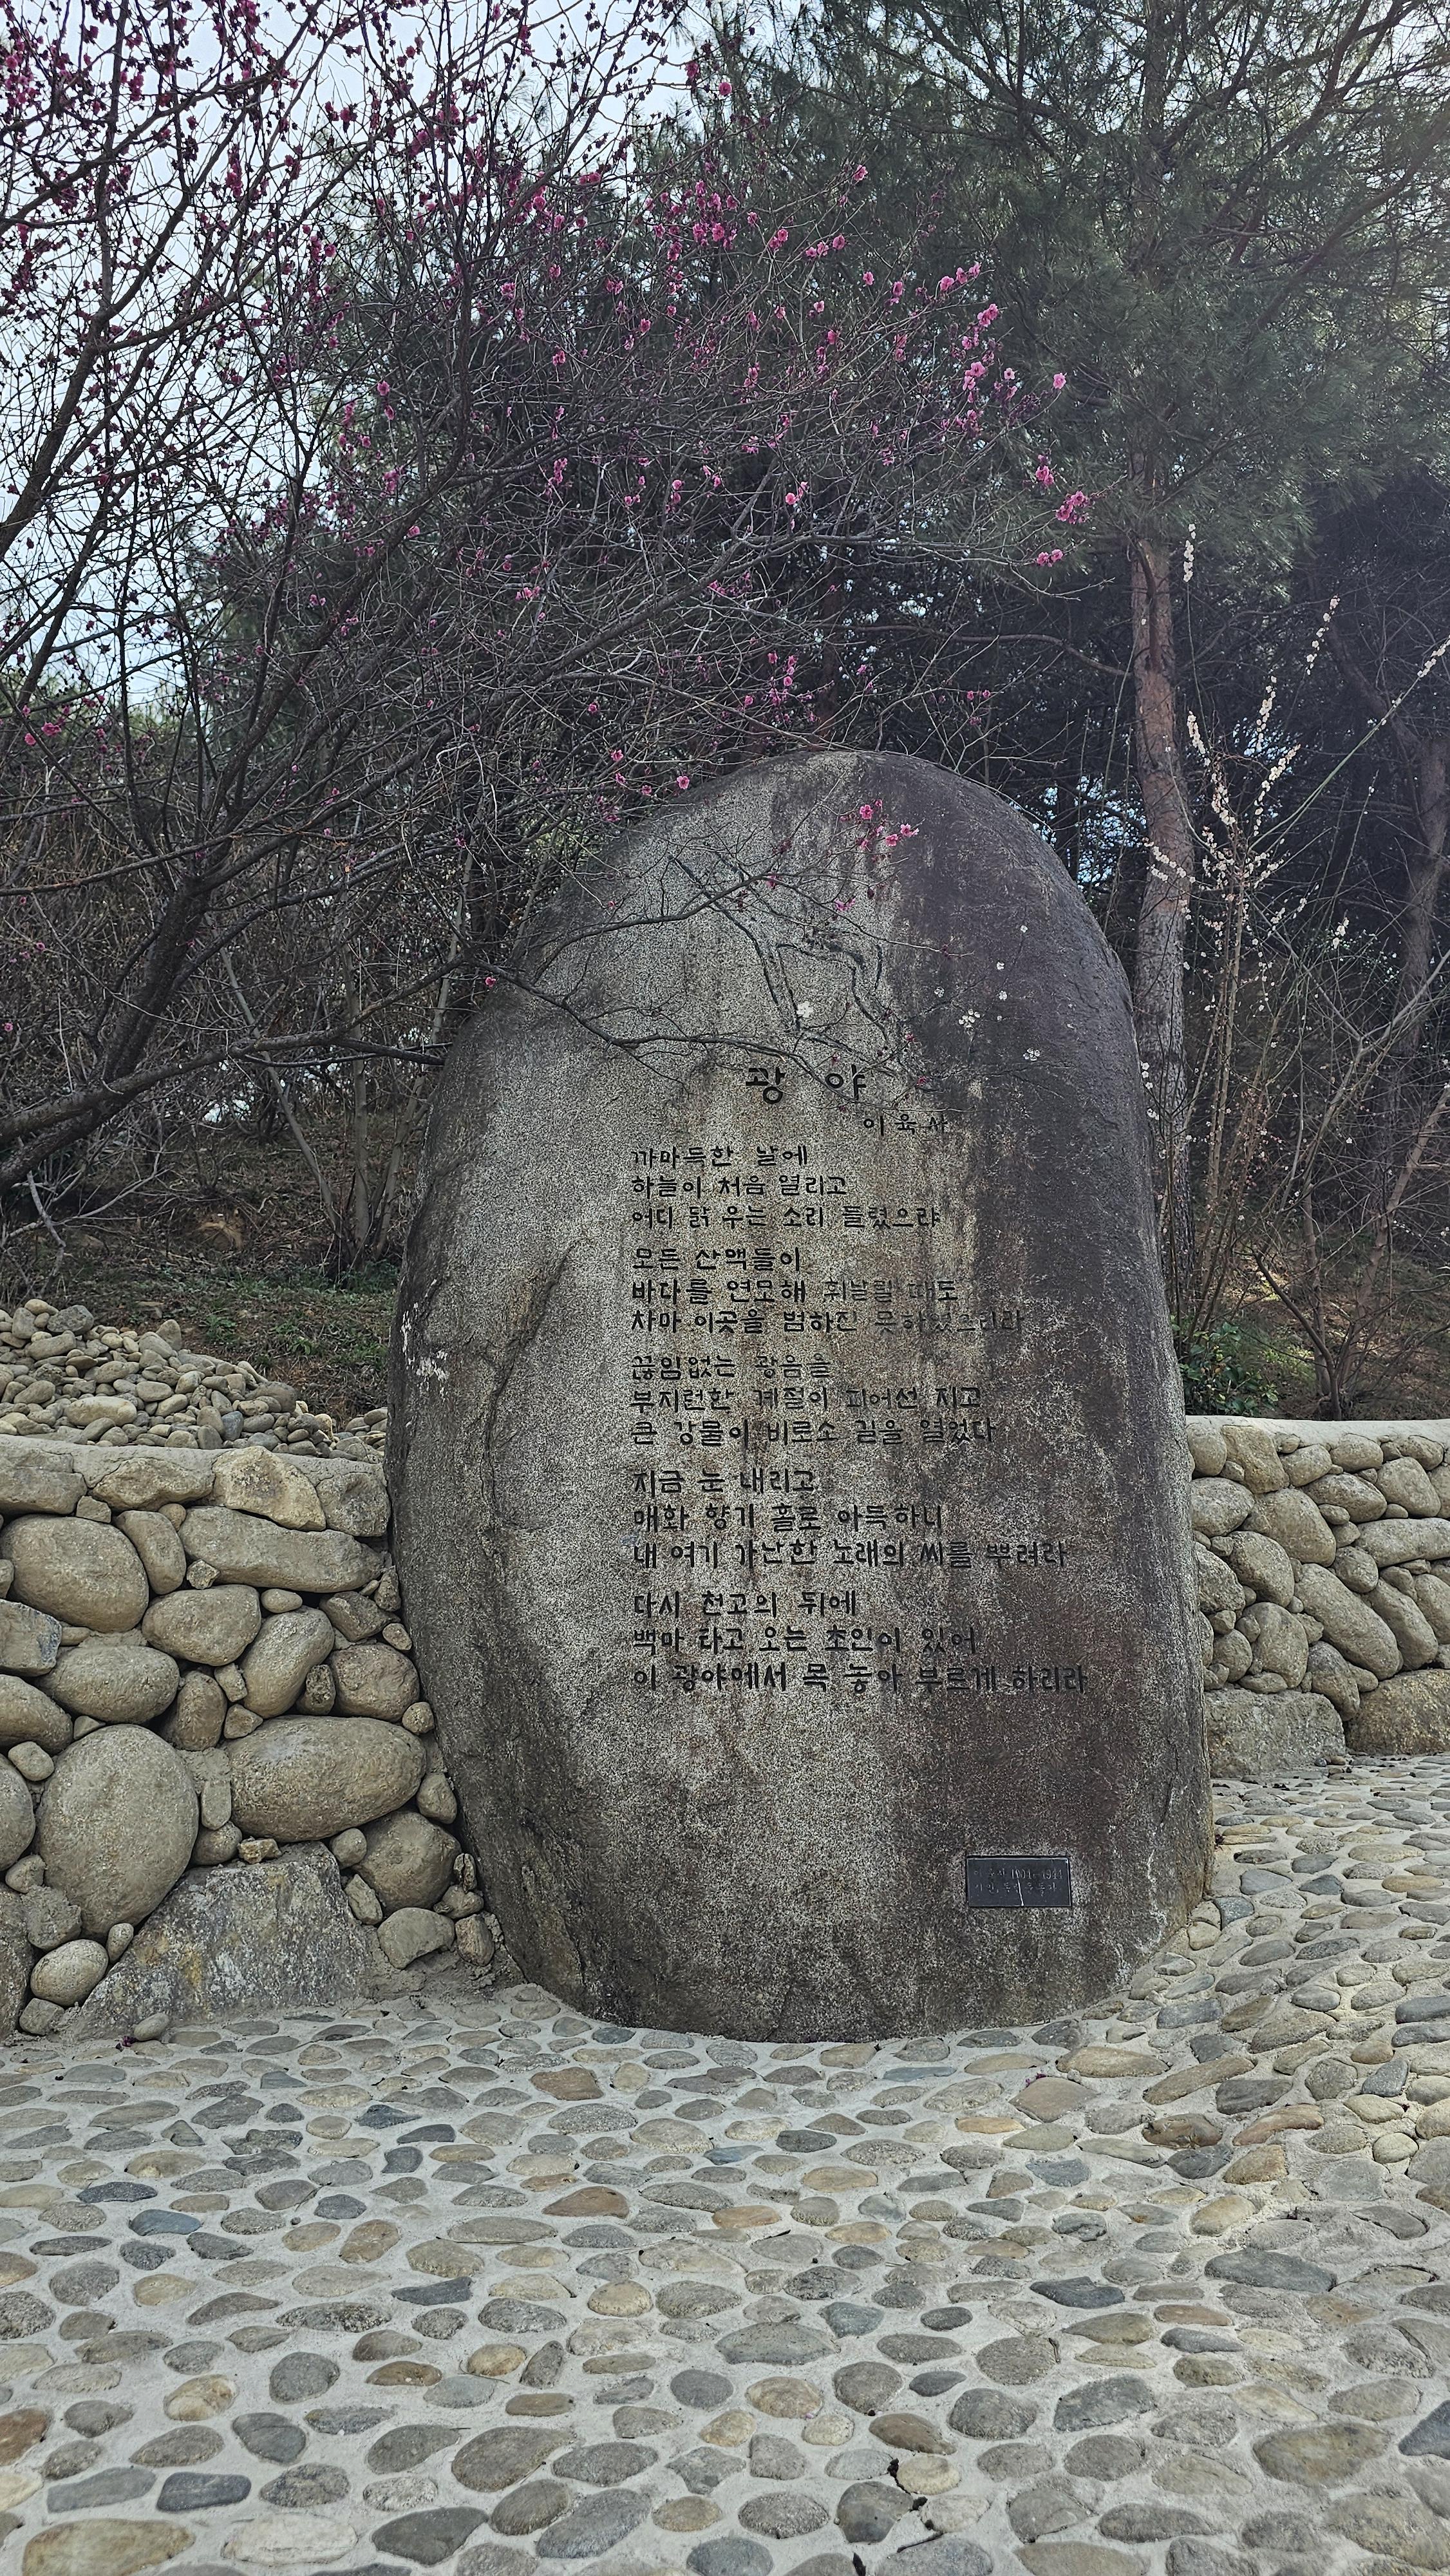 광 야
이 육 사
까마득한 날에
하늘이 처음 열리고
어디 닭 우는 소리 들렸으랴
모든 산맥들이
바다를 연모해 휘날릴 때도
차마 이곳을 범하진 못하였으리라
끊임없는 광음을
부지런한 계절이 피어선 지고
큰 강물이 비로소 길을 열었다
지금 눈 내리고
매화 향기 홀로 아득하니
내 여기 가난한 노래의 씨를 뿌려라
다시 천고의 뒤에
백마 타고 오는 초인이 있어
이 광야에서 목 놓아 부르게 하리라